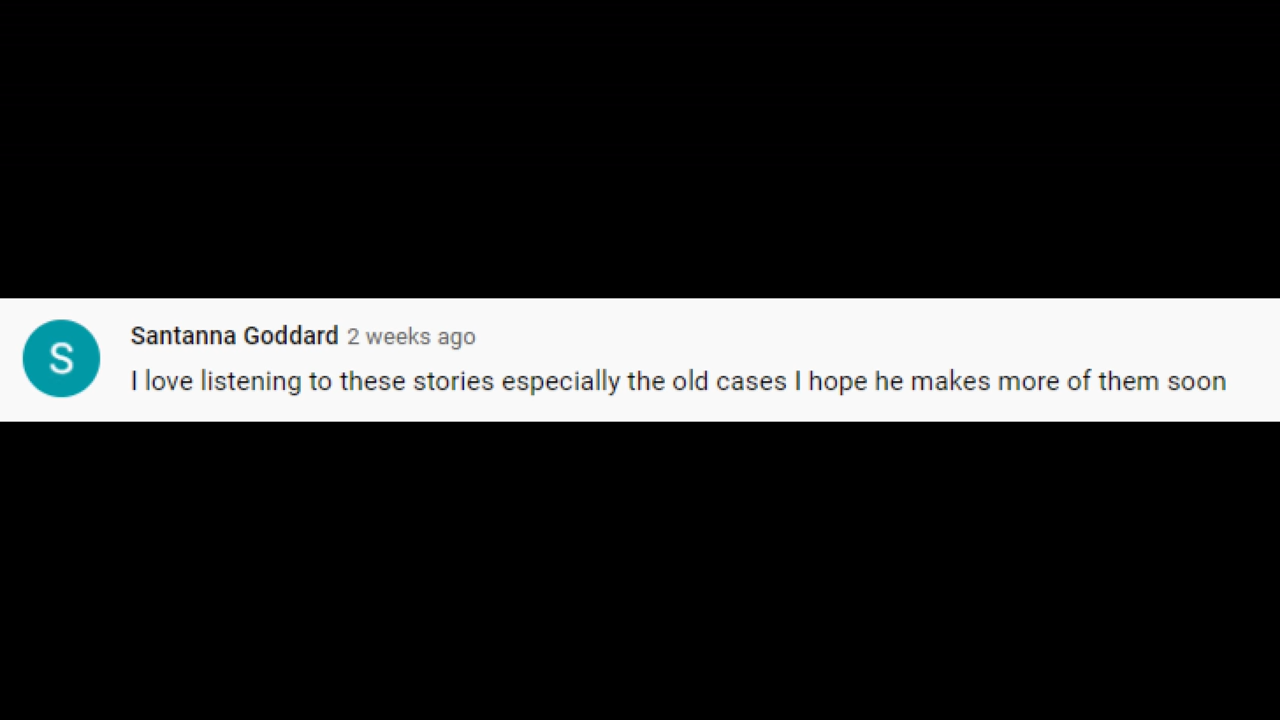 S
Santanna Goddard 2 weeks ago
I love listening to these stories especially the old cases I hope he makes more of them soon